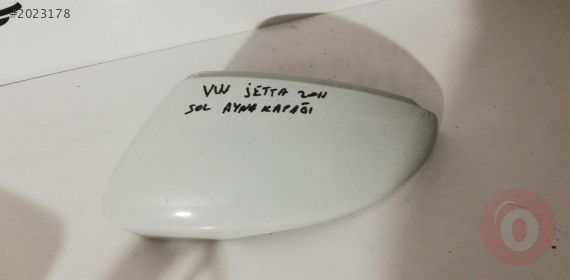 #2023178
VW JETTA 2011
SOL AYNA KAPAĞI